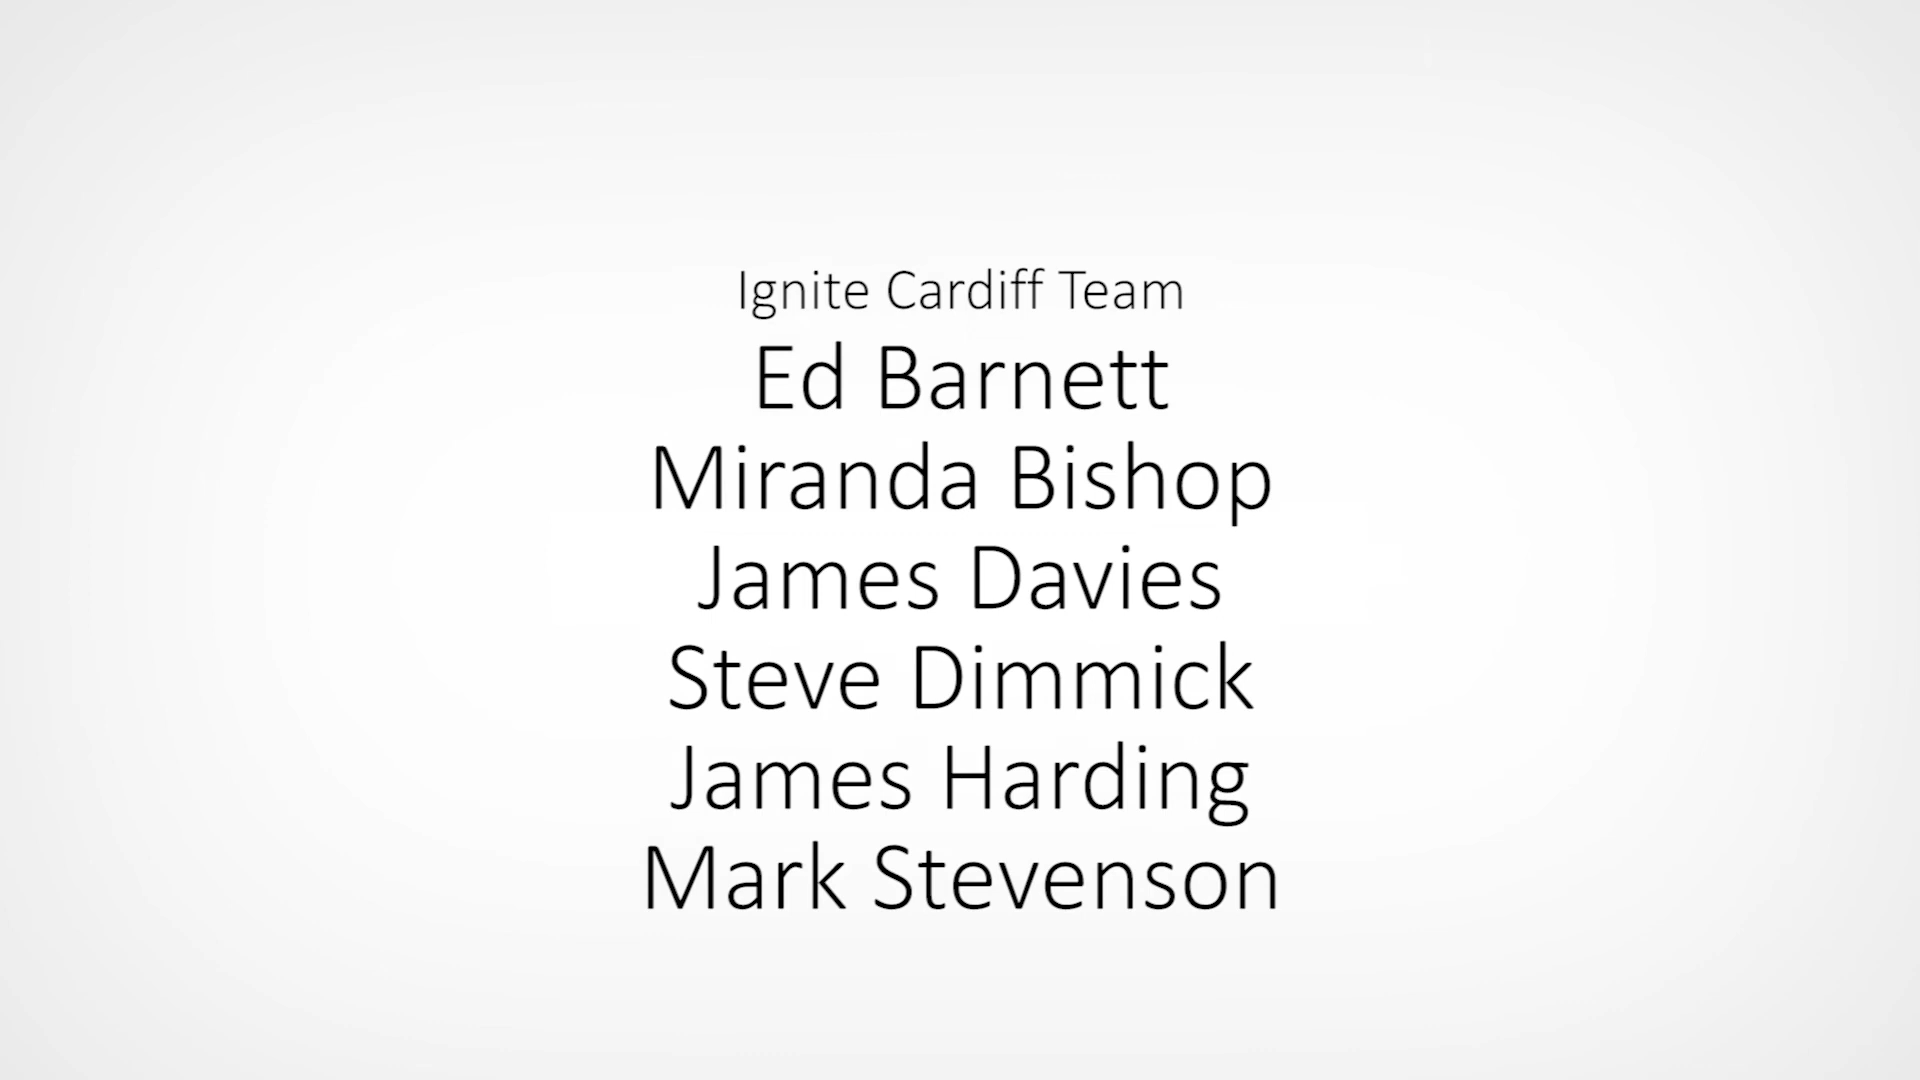 Ignite Cardiff Team
Ed Barnett
Miranda Bishop
James Davies
Steve Dimmick
James Harding
Mark Stevenson